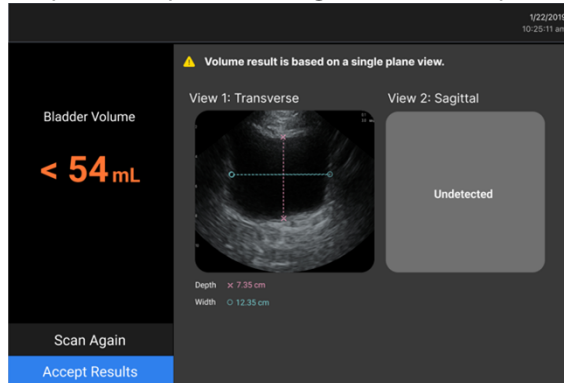 1/22/2019
10:25:11 am
Volume result is based on a single plane view.
View 1: Transverse
View 2: Sagittal
Bladder Volume
< 54 mL
Undetected
Depth × 7.35 cm
Width ○ 12.35 cm
Scan Again
Accept Results